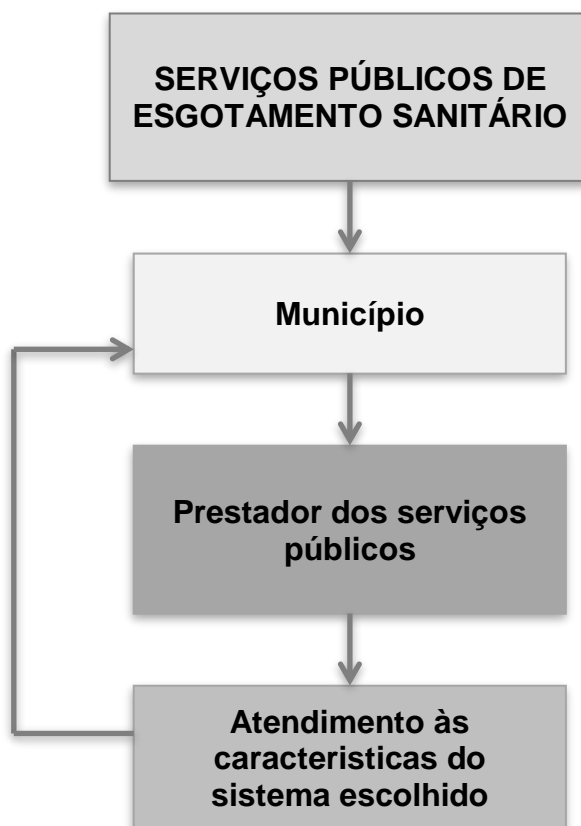 SERVIÇOS PÚBLICOS DE
ESGOTAMENTO SANITÁRIO
Município
Prestador dos serviços
públicos
Atendimento às
caracteristicas do
sistema escolhido